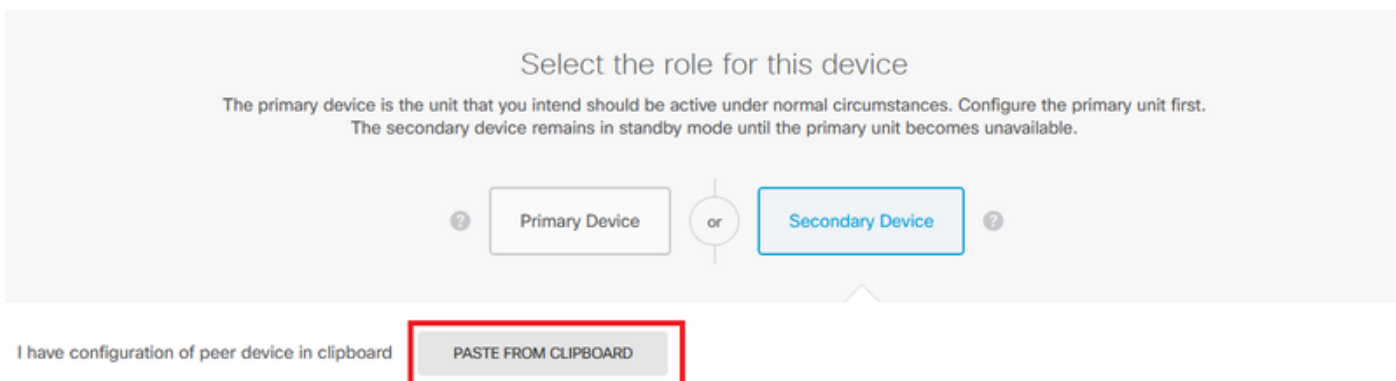 Select the role for this device
The primary device is the unit that you intend should be active under normal circumstances. Configure the primary unit first.
The secondary device remains in standby mode until the primary unit becomes unavailable.
?
Primary Device
or
Secondary Device
?
I have configuration of peer device in clipboard
PASTE FROM CLIPBOARD